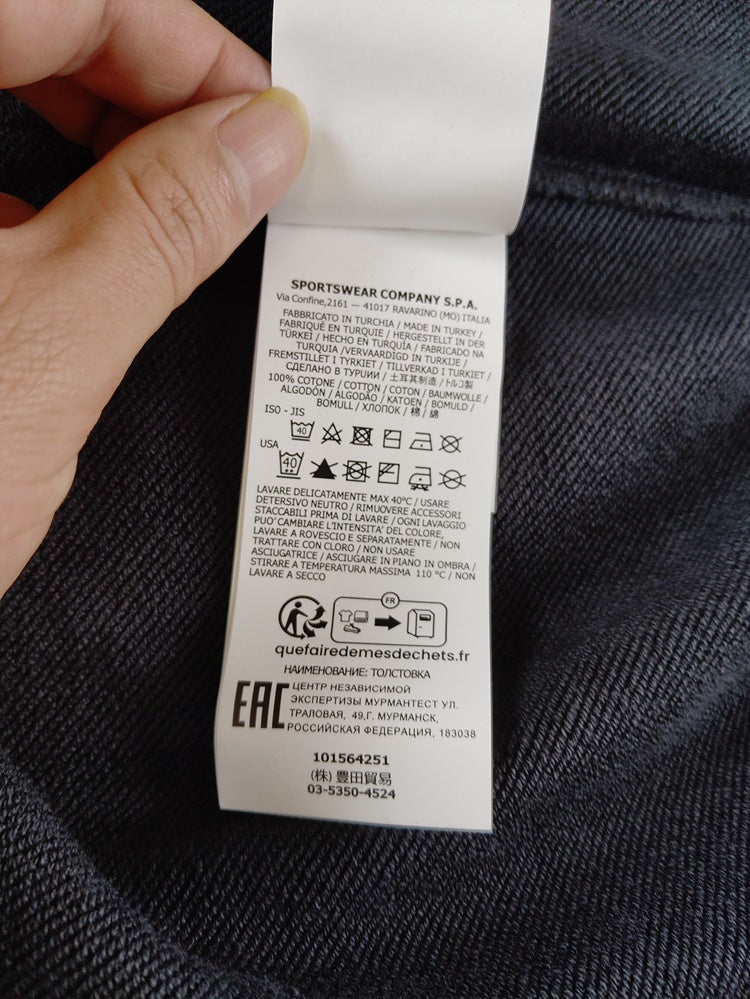 SPORTSWEAR COMPANY S.P.A.
Via Confine,2161 — 41017 RAVARINO (MO) ITALIA
FABBRICATO IN TURCHIA / MADE IN TURKEY /
FABRIQUÉ EN TURQUIE / HERGESTELLT IN DER
TÜRKEİ / HECHO EN TURQUÍA / FABRICADO NA
TURQUIA /VERVAARDİGD IN TURKIJE /
FREMSTILLET I TYRKIET / TILLVERKAD I TURKIET /
СДЕЛАНО В ТУРЦИИ / 土耳其制造 / トルコ製
100% COTONE / COTTON / COTON / BAUMWOLLE /
ALGODÓN / ALGODÃO / KATOEN / BOMULD /
BOMULL / ХЛОПОК / 棉 / 綿
ISO - JIS
40
USA
40
LAVARE DELICATAMENTE MAX 40°C / USARE
DETERSIVO NEUTRO / RIMUOVERE ACCESSORI
STACCABILI PRIMA DI LAVARE / OGNI LAVAGGIO
PUO' CAMBIARE L'INTENSITA' DEL COLORE,
LAVARE A ROVESCIO E SEPARATAMENTE / NON
TRATTARE CON CLORO / NON USARE
ASCIUGATRICE / ASCIUGARE IN PIANO IN OMBRA /
STIRARE A TEMPERATURA MASSIMA 110 °C / NON
LAVARE A SECCO
FR
quefairedemesdechets.fr
НАИМЕНОВАНИЕ: ТОЛСТОВКА
EAC ЦЕНТР НЕЗАВИСИМОЙ
ЭКСПЕРТИЗЫ МУРМАНТЕСТ УЛ.
ТРАЛОВАЯ, 49,Г. МУРМАНСК,
РОССИЙСКАЯ ФЕДЕРАЦИЯ, 183038
101564251
(株) 豊田貿易
03-5350-4524